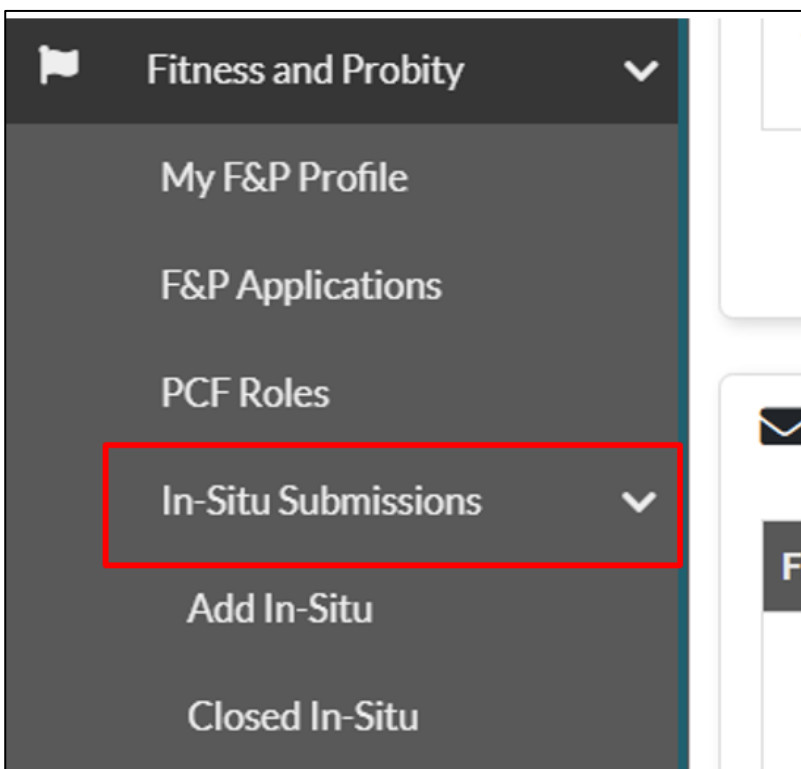 Fitness and Probity
My F&P Profile
F&P Applications
PCF Roles
In-Situ Submissions
F
Add In-Situ
Closed In-Situ